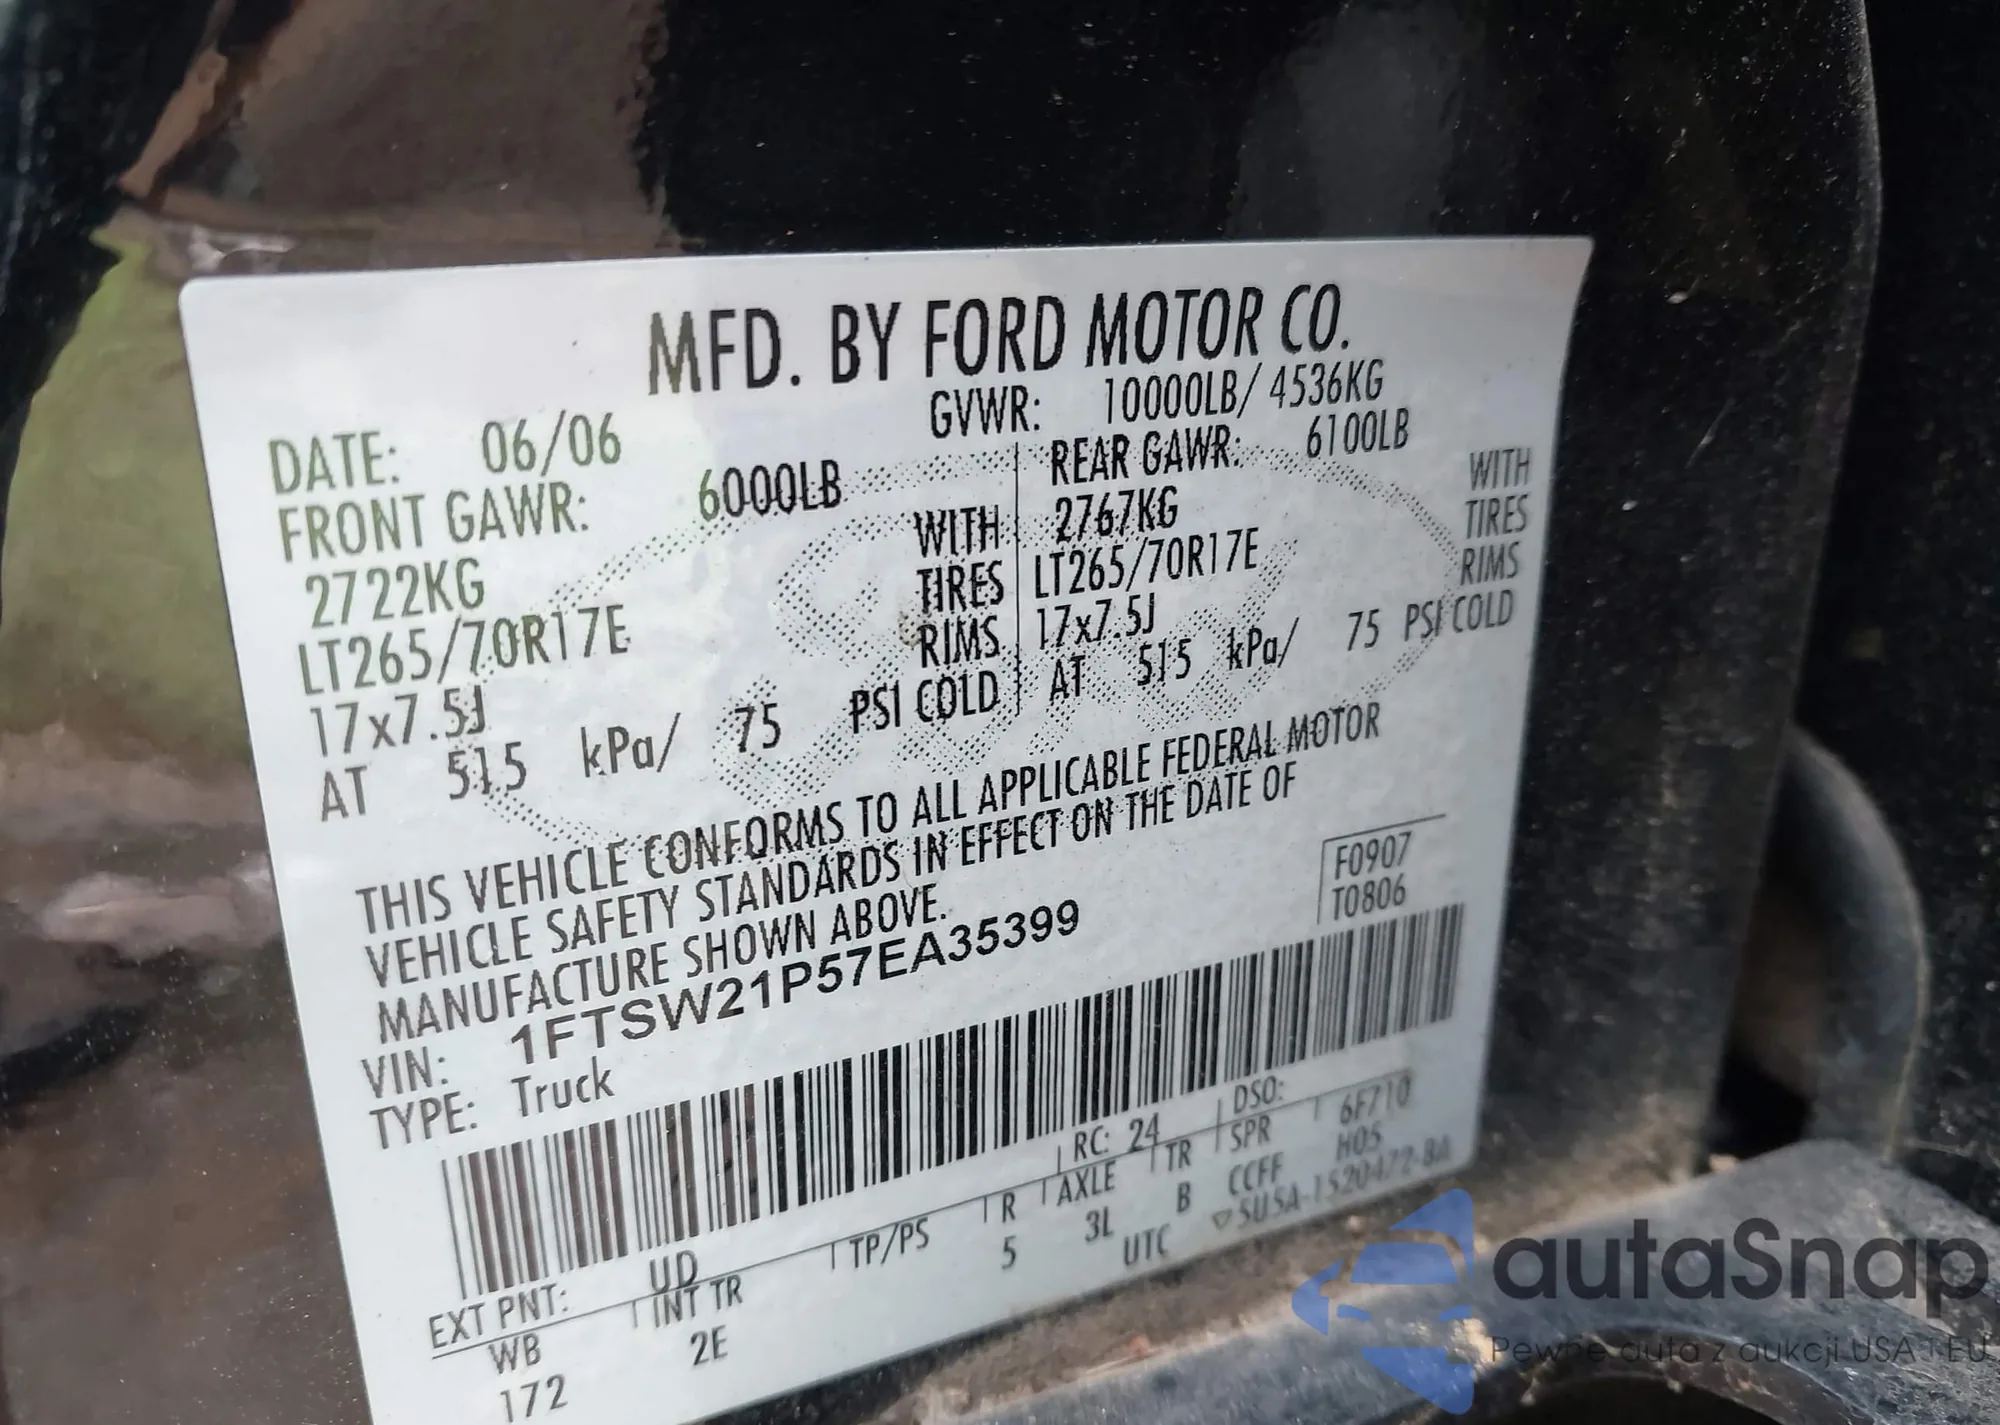 MFD. BY FORD MOTOR CO.
DATE: 06/06 GVWR: 10000LB/ 4536KG
FRONT GAWR: 6000LB REAR GAWR: 6100LB
2722KG WITH 2767KG WITH
LT265/70R17E TIRES LT265/70R17E TIRES
17x7.5J RIMS 17x7.5J RIMS
AT 515 kPa/ 75 PSI COLD AT 515 kPa/ 75 PSI COLD
THIS VEHICLE CONFORMS TO ALL APPLICABLE FEDERAL MOTOR
VEHICLE SAFETY STANDARDS IN EFFECT ON THE DATE OF
MANUFACTURE SHOWN ABOVE.
F0907
T0806
VIN: 1FTSW21P57EA35399
TYPE: Truck
EXT PNT: UD RC: 24 DSO: 6F710
WB INT TR TP/PS R AXLE TR SPR H05
172 2E 5 3L B CCFF
UTC ▽SU5A-1520472-BA
autaSnap
Pewne auta z aukcji USA i EU